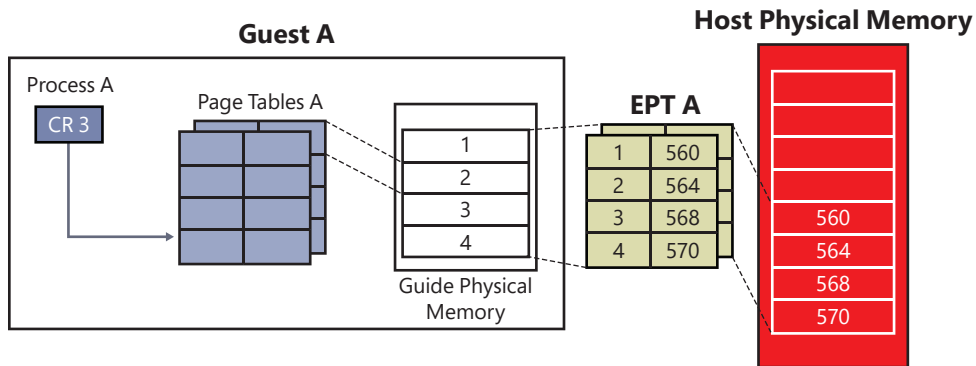 Host Physical Memory
Guest A
Process A
CR 3
Page Tables A
1
2
3
4
Guide Physical
Memory
EPT A
1 560
2 564
3 568
4 570
560
564
568
570